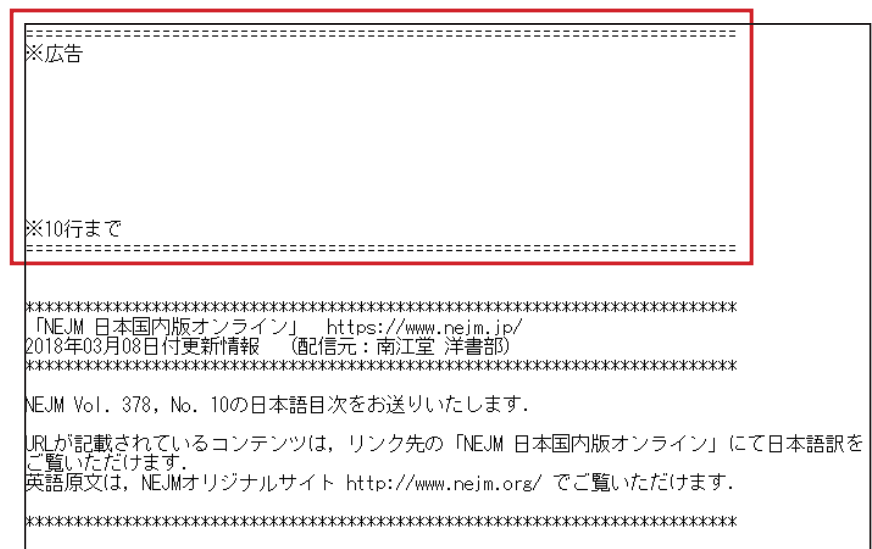 =========================================================================
※広告
※10行まで
=========================================================================
*************************************************************************
「NEJM 日本国内版オンライン」　https://www.nejm.jp/
2018年03月08日付更新情報　（配信元：南江堂 洋書部）
*************************************************************************
NEJM Vol. 378, No. 10の日本語目次をお送りいたします.
URLが記載されているコンテンツは, リンク先の「NEJM 日本国内版オンライン」にて日本語訳を
ご覧いただけます.
英語原文は, NEJMオリジナルサイト http://www.nejm.org/ でご覧いただけます.
*************************************************************************